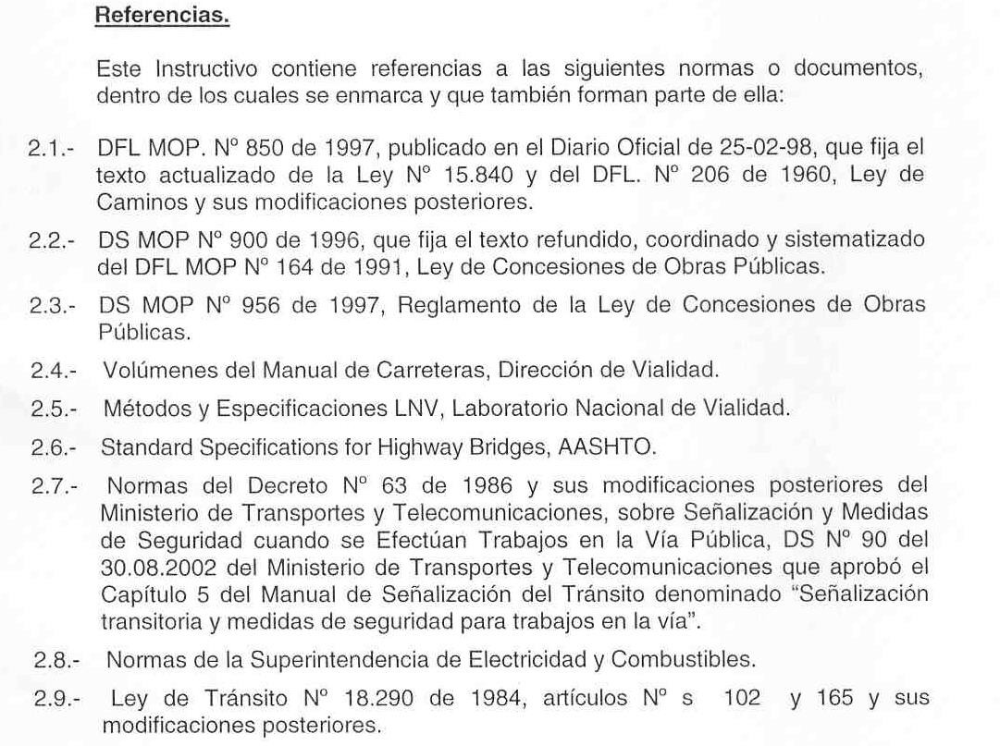 Referencias.
Este Instructivo contiene referencias a las siguientes normas o documentos,
dentro de los cuales se enmarca y que también forman parte de ella:
2.1.- DFL MOP. Nº 850 de 1997, publicado en el Diario Oficial de 25-02-98, que fija el
texto actualizado de la Ley Nº 15.840 y del DFL. Nº 206 de 1960, Ley de
Caminos y sus modificaciones posteriores.
2.2.- DS MOP Nº 900 de 1996, que fija el texto refundido, coordinado y sistematizado
del DFL MOP Nº 164 de 1991, Ley de Concesiones de Obras Públicas.
2.3.- DS MOP Nº 956 de 1997, Reglamento de la Ley de Concesiones de Obras
Públicas.
2.4.- Volúmenes del Manual de Carreteras, Dirección de Vialidad.
2.5.- Métodos y Especificaciones LNV, Laboratorio Nacional de Vialidad.
2.6.- Standard Specifications for Highway Bridges, AASHTO.
2.7.- Normas del Decreto Nº 63 de 1986 y sus modificaciones posteriores del
Ministerio de Transportes y Telecomunicaciones, sobre Señalización y Medidas
de Seguridad cuando se Efectúan Trabajos en la Vía Pública, DS Nº 90 del
30.08.2002 del Ministerio de Transportes y Telecomunicaciones que aprobó el
Capítulo 5 del Manual de Señalización del Tránsito denominado “Señalización
transitoria y medidas de seguridad para trabajos en la vía”.
2.8.- Normas de la Superintendencia de Electricidad y Combustibles.
2.9.- Ley de Tránsito Nº 18.290 de 1984, artículos Nº s 102 y 165 y sus
modificaciones posteriores.